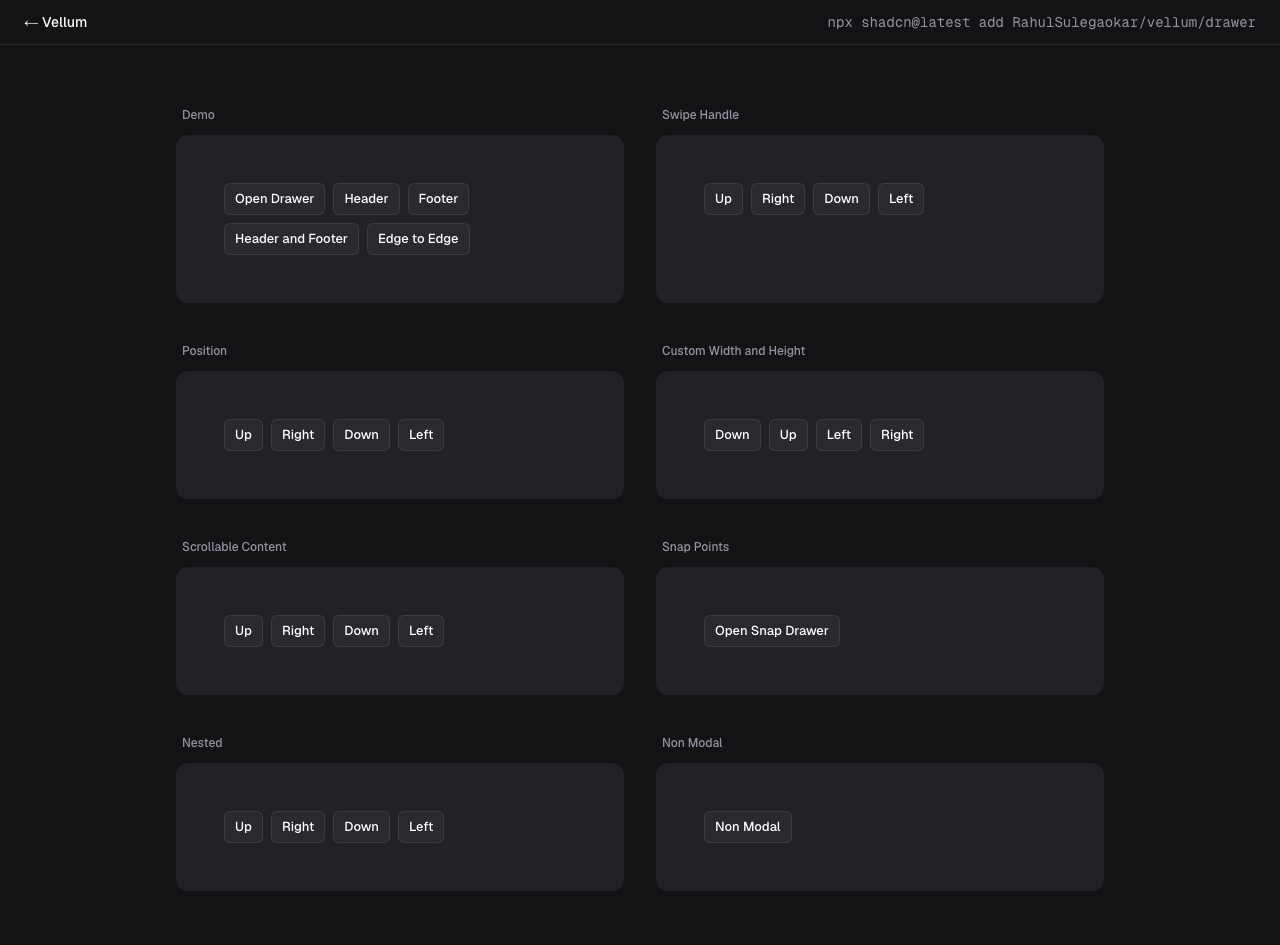 ← Vellum
npx shadcn@latest add RahulSulegaokar/vellum/drawer
Demo
Open Drawer Header Footer
Header and Footer Edge to Edge
Swipe Handle
Up Right Down Left
Position
Up Right Down Left
Custom Width and Height
Down Up Left Right
Scrollable Content
Up Right Down Left
Snap Points
Open Snap Drawer
Nested
Up Right Down Left
Non Modal
Non Modal